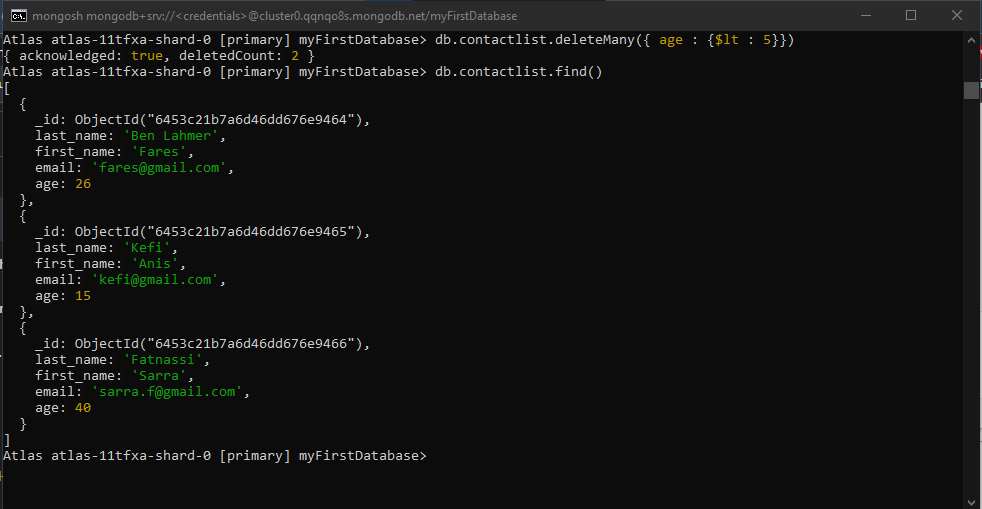 mongosh mongodb+srv://<credentials>@cluster0.qqnqo8s.mongodb.net/myFirstDatabase
Atlas atlas-11tfxa-shard-0 [primary] myFirstDatabase> db.contactlist.deleteMany({ age : {$lt : 5}})
{ acknowledged: true, deletedCount: 2 }
Atlas atlas-11tfxa-shard-0 [primary] myFirstDatabase> db.contactlist.find()
[
  {
    _id: ObjectId("6453c21b7a6d46dd676e9464"),
    last_name: 'Ben Lahmer',
    first_name: 'Fares',
    email: 'fares@gmail.com',
    age: 26
  },
  {
    _id: ObjectId("6453c21b7a6d46dd676e9465"),
    last_name: 'Kefi',
    first_name: 'Anis',
    email: 'kefi@gmail.com',
    age: 15
  },
  {
    _id: ObjectId("6453c21b7a6d46dd676e9466"),
    last_name: 'Fatnassi',
    first_name: 'Sarra',
    email: 'sarra.f@gmail.com',
    age: 40
  }
]
Atlas atlas-11tfxa-shard-0 [primary] myFirstDatabase>